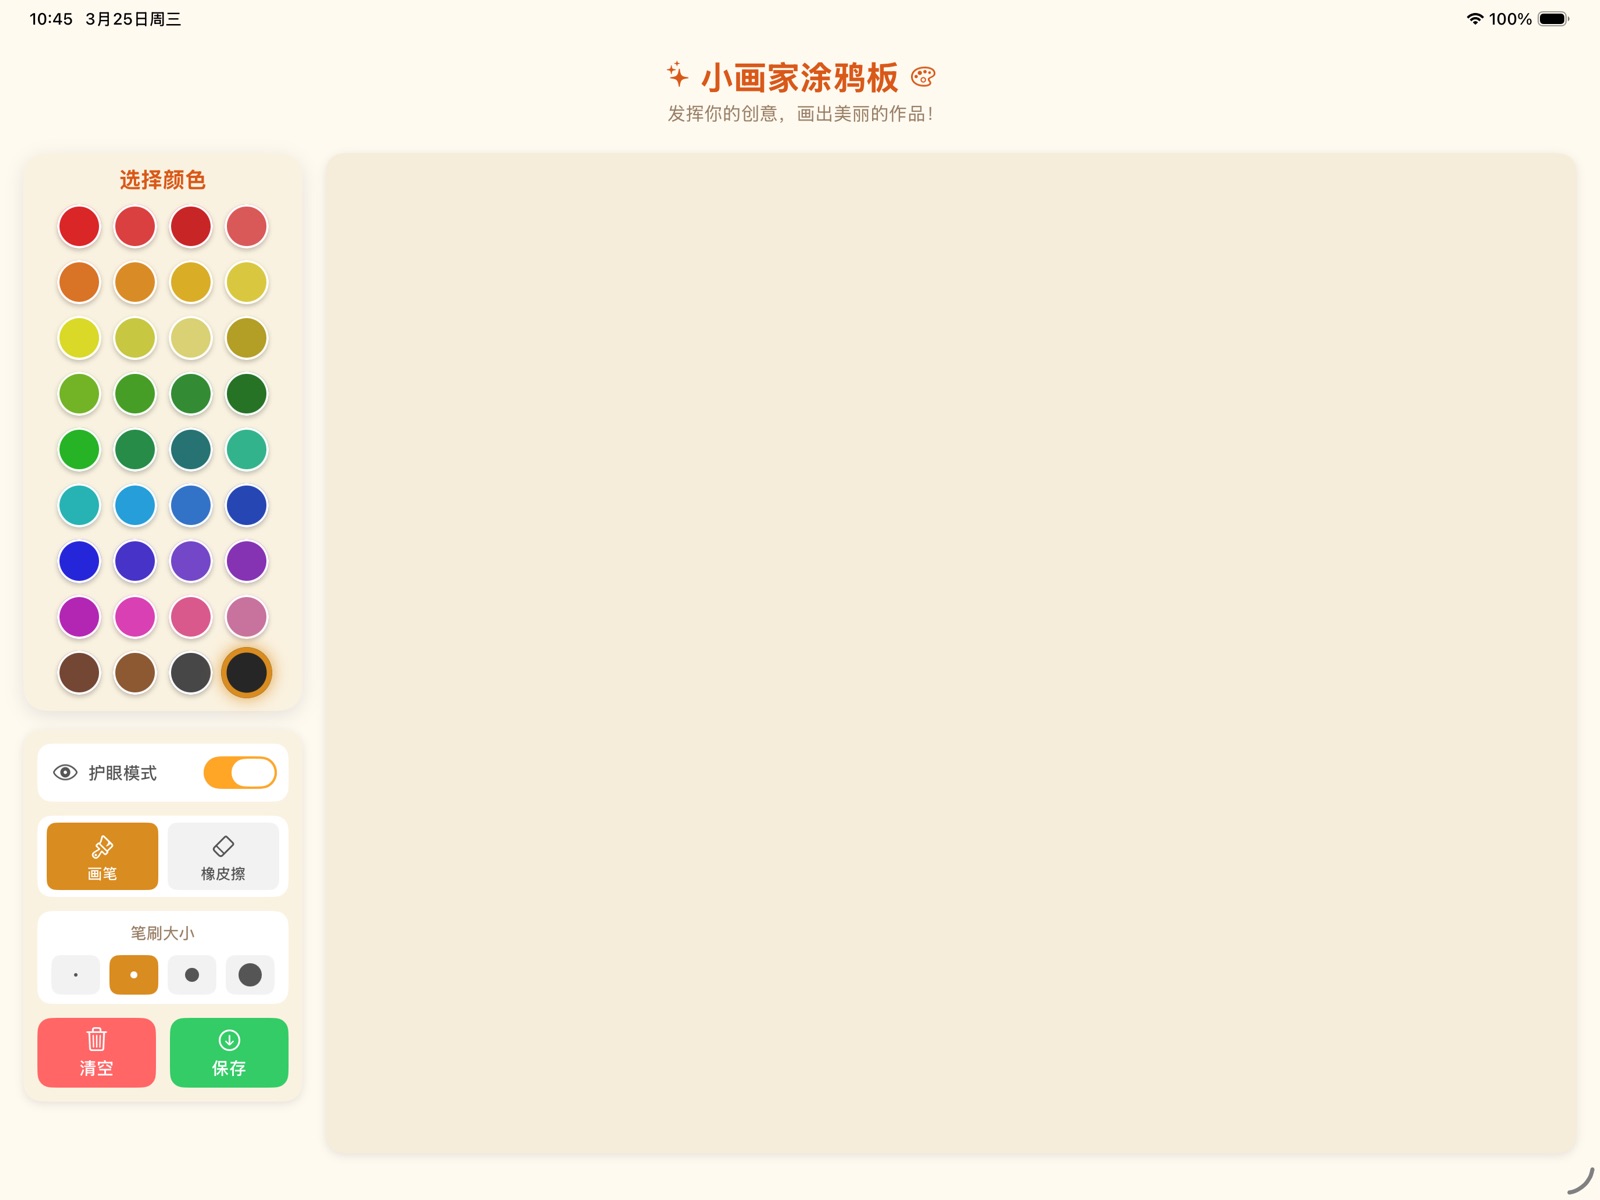 10:45 3月25日周三
100%
小画家涂鸦板
发挥你的创意，画出美丽的作品！
选择颜色
护眼模式
画笔
橡皮擦
笔刷大小
清空
保存